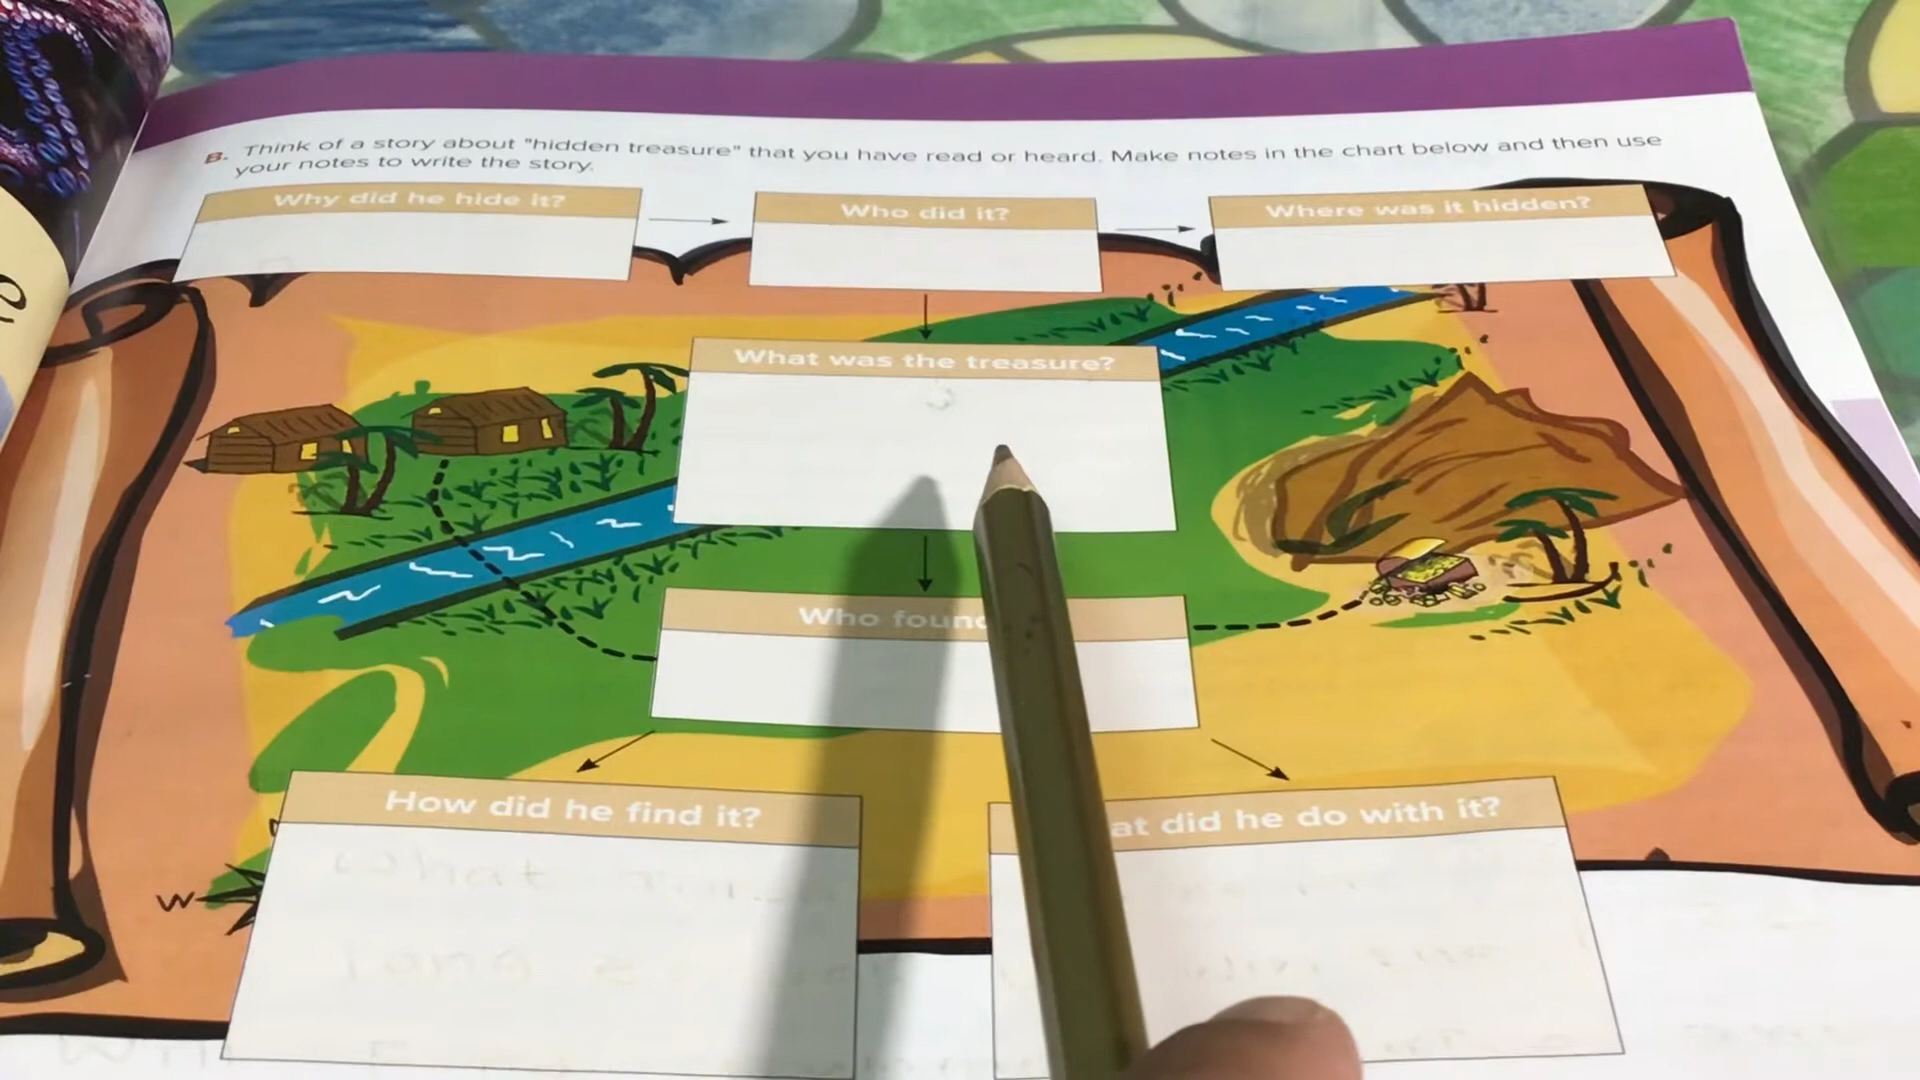 B. Think of a story about "hidden treasure" that you have read or heard. Make notes in the chart below and then use
your notes to write the story.
Why did he hide it?
Who did it?
Where was it hidden?
What was the treasure?
Who found
How did he find it?
at did he do with it?
W